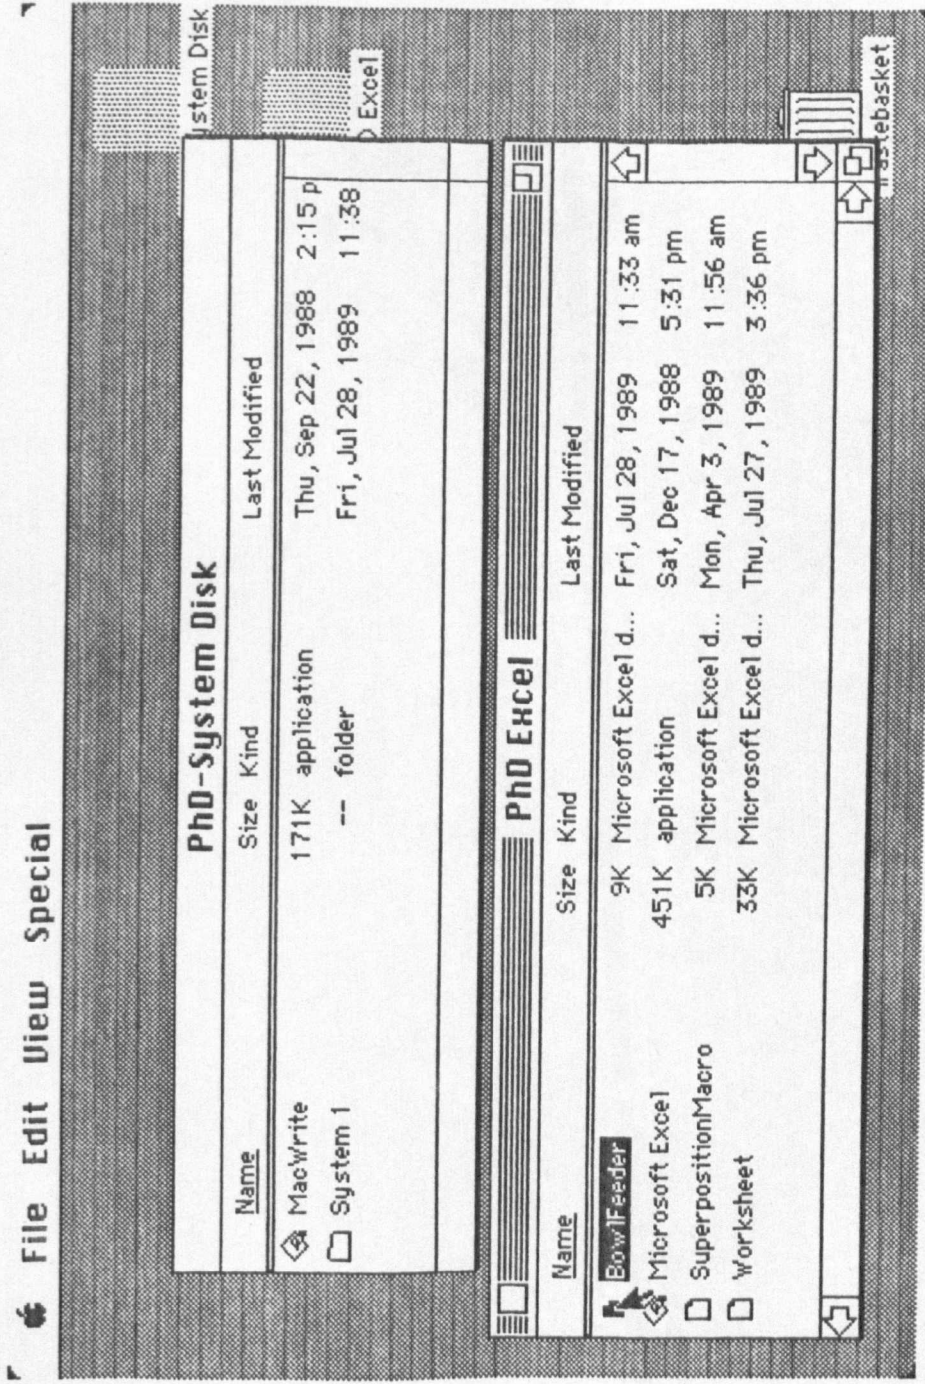 File Edit View Special
ystem Disk
Excel
PhD-System Disk
Name Size Kind Last Modified
MacWrite 171K application Thu, Sep 22, 1988 2:15 p
System 1 -- folder Fri, Jul 28, 1989 11:38
PhD Excel
Name Size Kind Last Modified
BowlFeeder 9K Microsoft Excel d... Fri, Jul 28, 1989 11:33 am
Microsoft Excel 451K application Sat, Dec 17, 1988 5:31 pm
Superposition|Macro 5K Microsoft Excel d... Mon, Apr 3, 1989 11:56 am
Worksheet 33K Microsoft Excel d... Thu, Jul 27, 1989 3:36 pm
astebasket